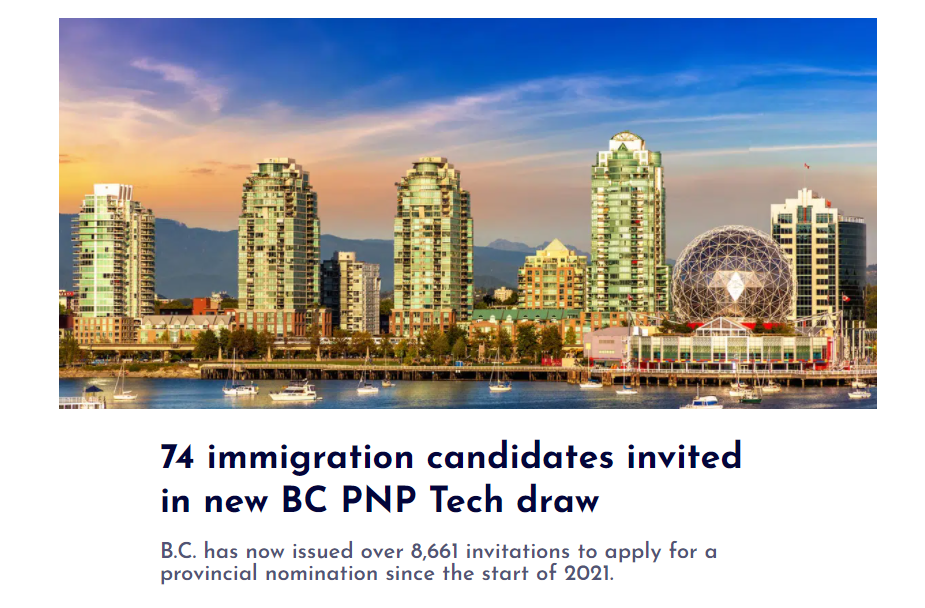 74 immigration candidates invited
in new BC PNP Tech draw
B.C. has now issued over 8,661 invitations to apply for a
provincial nomination since the start of 2021.